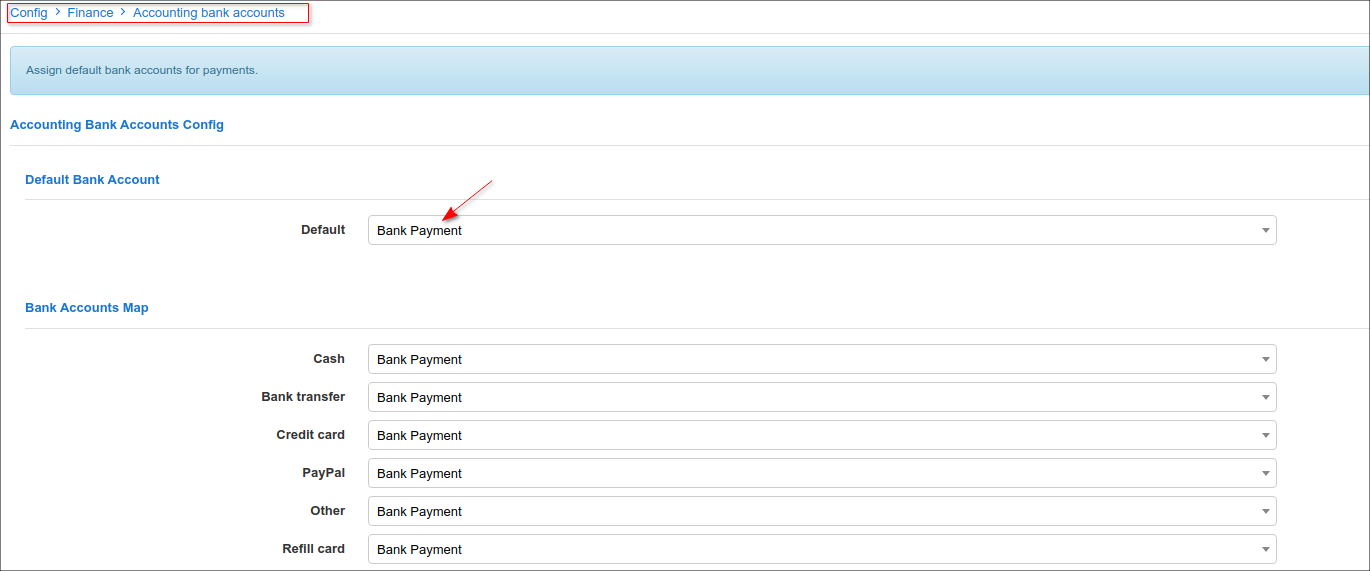 Config > Finance > Accounting bank accounts
Assign default bank accounts for payments.
Accounting Bank Accounts Config
Default Bank Account
Default Bank Payment
Bank Accounts Map
Cash Bank Payment
Bank transfer Bank Payment
Credit card Bank Payment
PayPal Bank Payment
Other Bank Payment
Refill card Bank Payment